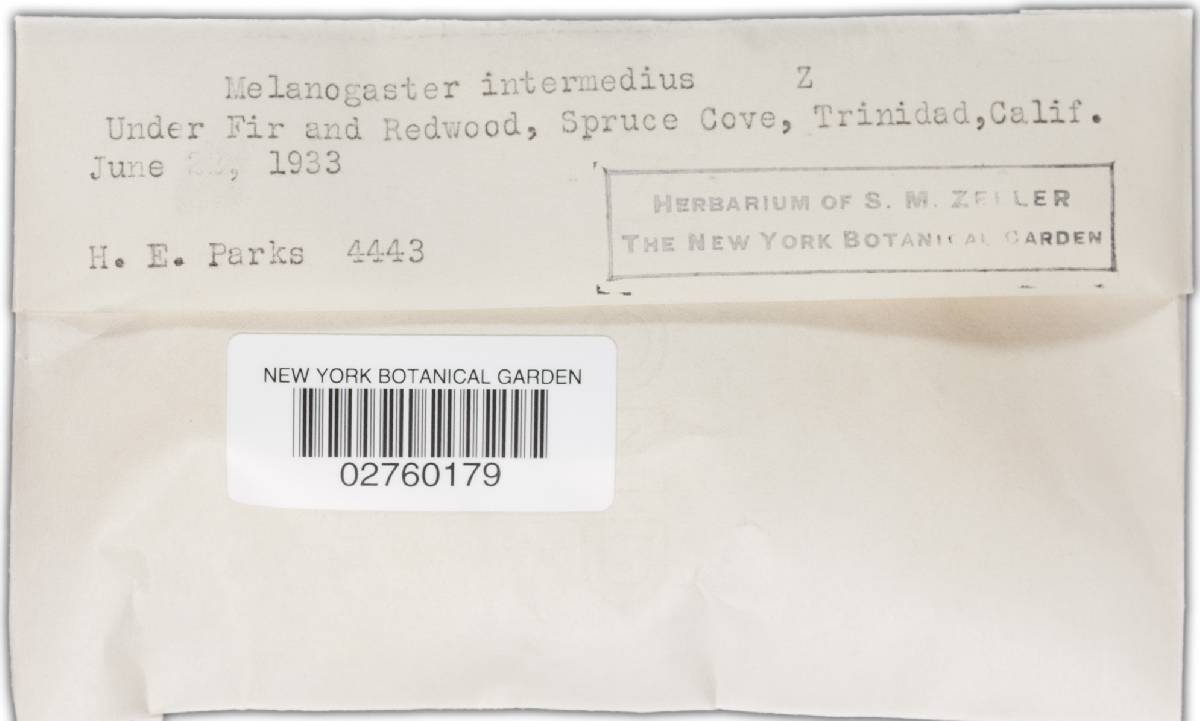 Melanogaster intermedius Z
Under Fir and Redwood, Spruce Cove, Trinidad,Calif.
June , 1933
HERBARIUM OF S. M. ZELLER
THE NEW YORK BOTANICAL GARDEN
H. E. Parks 4443
NEW YORK BOTANICAL GARDEN
02760179